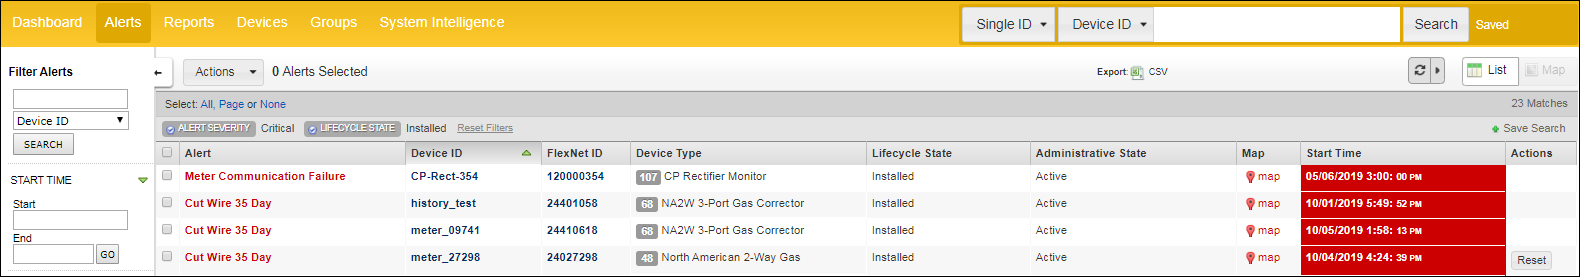 Dashboard Alerts Reports Devices Groups System Intelligence Single ID Device ID Search Saved
Filter Alerts
Device ID
SEARCH
START TIME
Start
End
GO
Actions 0 Alerts Selected Export: CSV List Map
Select: All, Page or None 23 Matches
ALERT SEVERITY Critical LIFECYCLE STATE Installed Reset Filters Save Search
Alert Device ID FlexNet ID Device Type Lifecycle State Administrative State Map Start Time Actions
Meter Communication Failure CP-Rect-354 120000354 107 CP Rectifier Monitor Installed Active map 05/06/2019 3:00: 00 PM
Cut Wire 35 Day history_test 24401058 68 NA2W 3-Port Gas Corrector Installed Active map 10/01/2019 5:49: 52 PM
Cut Wire 35 Day meter_09741 24410618 68 NA2W 3-Port Gas Corrector Installed Active map 10/05/2019 1:58: 13 PM
Cut Wire 35 Day meter_27298 24027298 48 North American 2-Way Gas Installed Active map 10/04/2019 4:24: 39 PM Reset